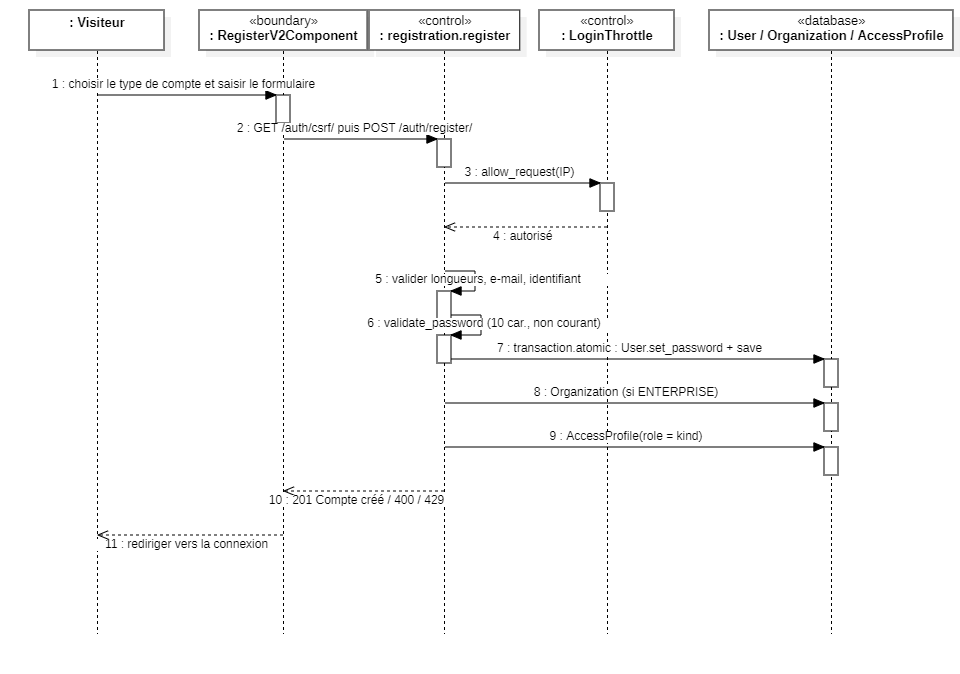 : Visiteur
«boundary»
: RegisterV2Component
«control»
: registration.register
«control»
: LoginThrottle
«database»
: User / Organization / AccessProfile
1 : choisir le type de compte et saisir le formulaire
2 : GET /auth/csrf/ puis POST /auth/register/
3 : allow_request(IP)
4 : autorisé
5 : valider longueurs, e-mail, identifiant
6 : validate_password (10 car., non courant)
7 : transaction.atomic : User.set_password + save
8 : Organization (si ENTERPRISE)
9 : AccessProfile(role = kind)
10 : 201 Compte créé / 400 / 429
11 : rediriger vers la connexion